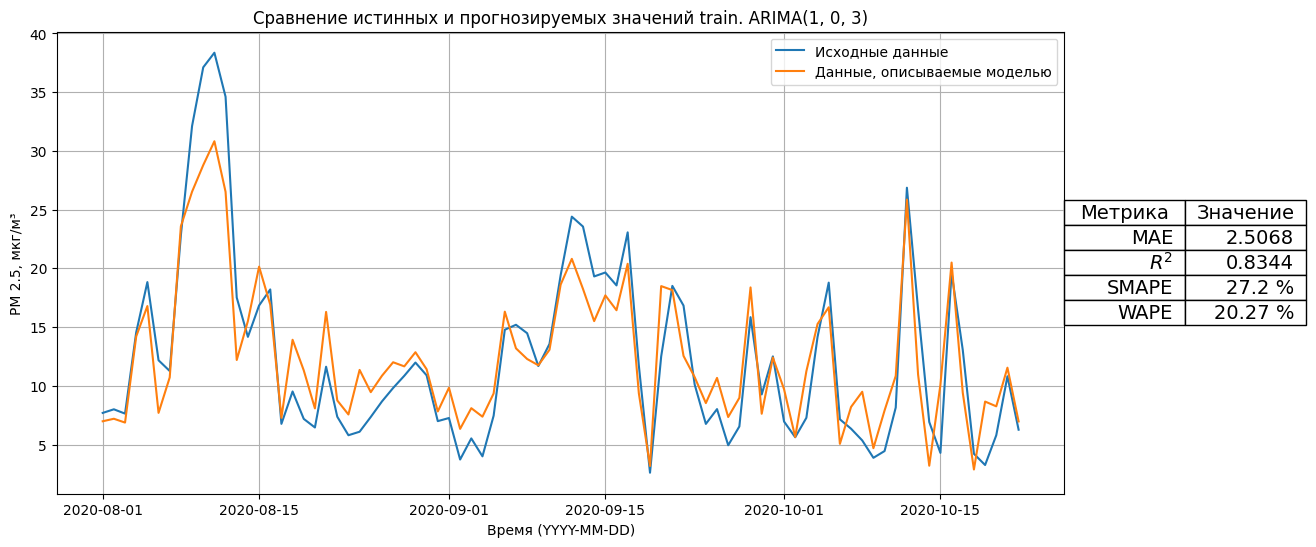 Сравнение истинных и прогнозируемых значений train. ARIMA(1, 0, 3)
Исходные данные
Данные, описываемые моделью
40
35
30
25
20
15
10
5
PM 2.5, мкг/м³
2020-08-01 2020-08-15 2020-09-01 2020-09-15 2020-10-01 2020-10-15
Время (YYYY-MM-DD)
Метрика Значение
MAE 2.5068
R² 0.8344
SMAPE 27.2 %
WAPE 20.27 %